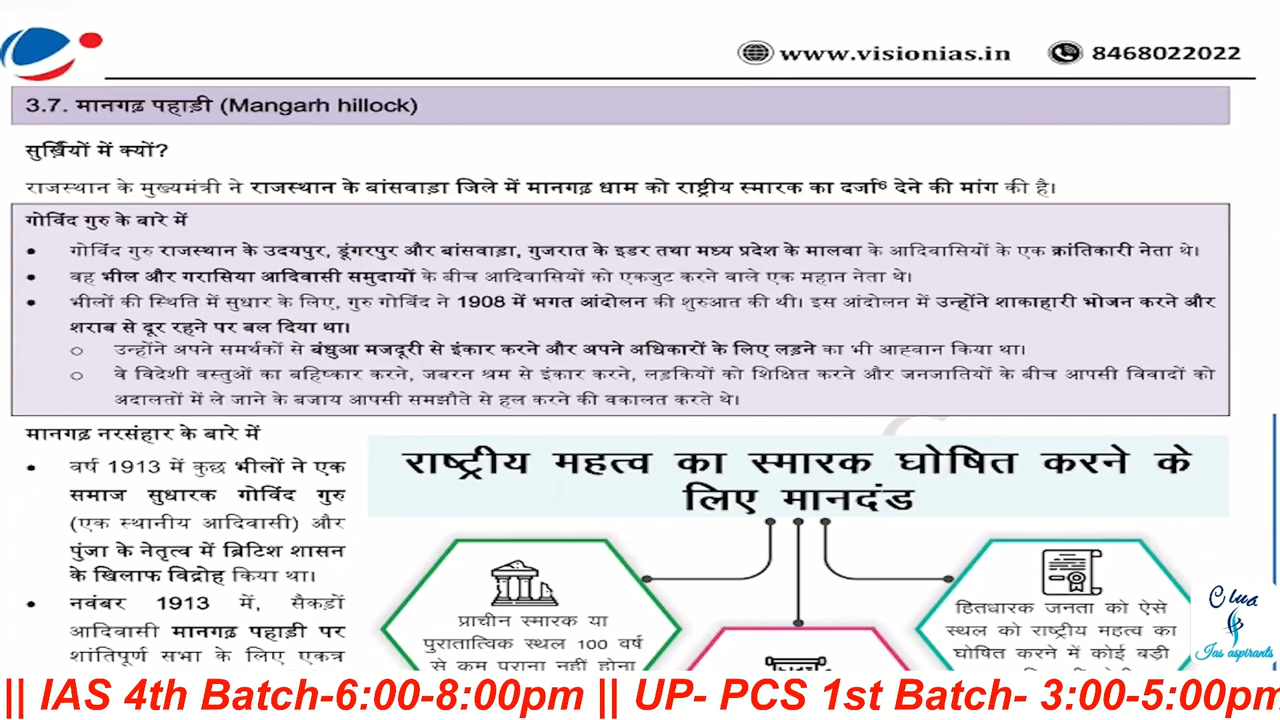 www.visionias.in 8468022022
3.7. मानगढ़ पहाड़ी (Mangarh hillock)
सुर्ख़ियों में क्यों?
राजस्थान के मुख्यमंत्री ने राजस्थान के बांसवाड़ा जिले में मानगढ़ धाम को राष्ट्रीय स्मारक का दर्जा⁶ देने की मांग की है।
गोविंद गुरु के बारे में
• गोविंद गुरु राजस्थान के उदयपुर, डूंगरपुर और बांसवाड़ा, गुजरात के इडर तथा मध्य प्रदेश के मालवा के आदिवासियों के एक क्रांतिकारी नेता थे।
• वह भील और गरासिया आदिवासी समुदायों के बीच आदिवासियों को एकजुट करने वाले एक महान नेता थे।
• भीलों की स्थिति में सुधार के लिए, गुरु गोविंद ने 1908 में भगत आंदोलन की शुरुआत की थी। इस आंदोलन में उन्होंने शाकाहारी भोजन करने और
शराब से दूर रहने पर बल दिया था।
○ उन्होंने अपने समर्थकों से बंधुआ मजदूरी से इंकार करने और अपने अधिकारों के लिए लड़ने का भी आह्वान किया था।
○ वे विदेशी वस्तुओं का बहिष्कार करने, जबरन श्रम से इंकार करने, लड़कियों को शिक्षित करने और जनजातियों के बीच आपसी विवादों को
अदालतों में ले जाने के बजाय आपसी समझौते से हल करने की वकालत करते थे।
मानगढ़ नरसंहार के बारे में
• वर्ष 1913 में कुछ भीलों ने एक
समाज सुधारक गोविंद गुरु
(एक स्थानीय आदिवासी) और
पुंजा के नेतृत्व में ब्रिटिश शासन
के खिलाफ विद्रोह किया था।
• नवंबर 1913 में, सैकड़ों
आदिवासी मानगढ़ पहाड़ी पर
शांतिपूर्ण सभा के लिए एकत्र
राष्ट्रीय महत्व का स्मारक घोषित करने के
लिए मानदंड
प्राचीन स्मारक या
पुरातात्विक स्थल 100 वर्ष
से कम पुराना नहीं होना
हितधारक जनता को ऐसे
स्थल को राष्ट्रीय महत्व का
घोषित करने में कोई बड़ी
Ias aspirants
|| IAS 4th Batch-6:00-8:00pm || UP- PCS 1st Batch- 3:00-5:00pm